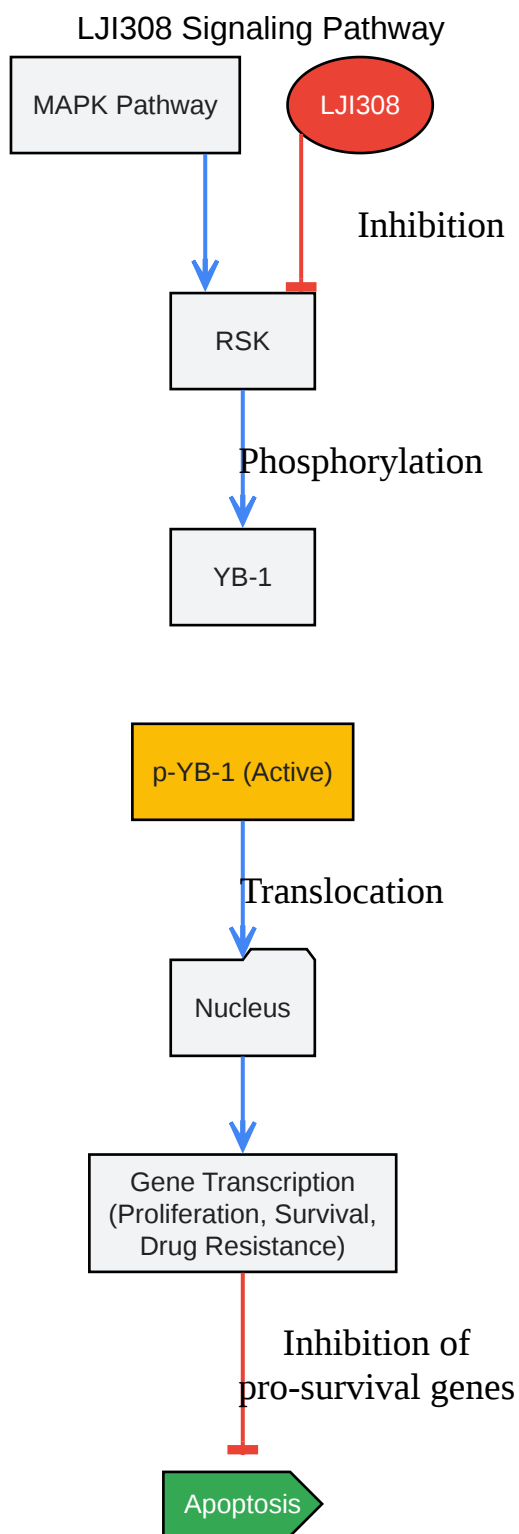 LJI308 Signaling Pathway
MAPK Pathway
LJI308
Inhibition
RSK
Phosphorylation
YB-1
p-YB-1 (Active)
Translocation
Nucleus
Gene Transcription
(Proliferation, Survival,
Drug Resistance)
Inhibition of
pro-survival genes
Apoptosis